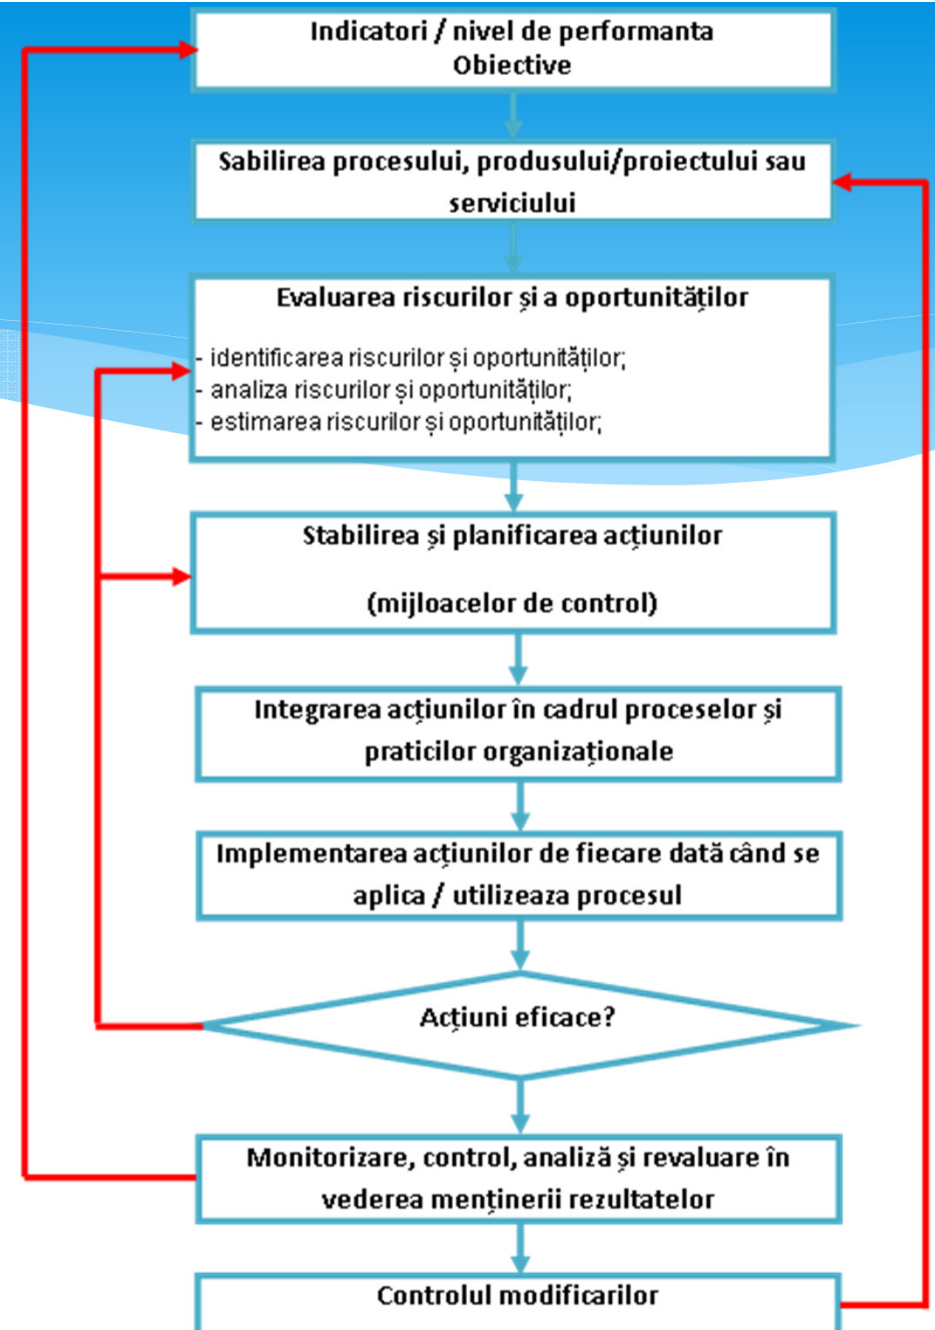 Indicatori / nivel de performanta
Obiective
Sabilirea procesului, produsului/proiectului sau
serviciului
Evaluarea riscurilor și a oportunităților
- identificarea riscurilor și oportunităților;
- analiza riscurilor și oportunităților;
- estimarea riscurilor și oportunităților;
Stabilirea și planificarea acțiunilor
(mijloacelor de control)
Integrarea acțiunilor în cadrul proceselor și
praticilor organizaționale
Implementarea acțiunilor de fiecare dată când se
aplica / utilizeaza procesul
Acțiuni eficace?
Monitorizare, control, analiză și revaluare în
vederea menținerii rezultatelor
Controlul modificarilor